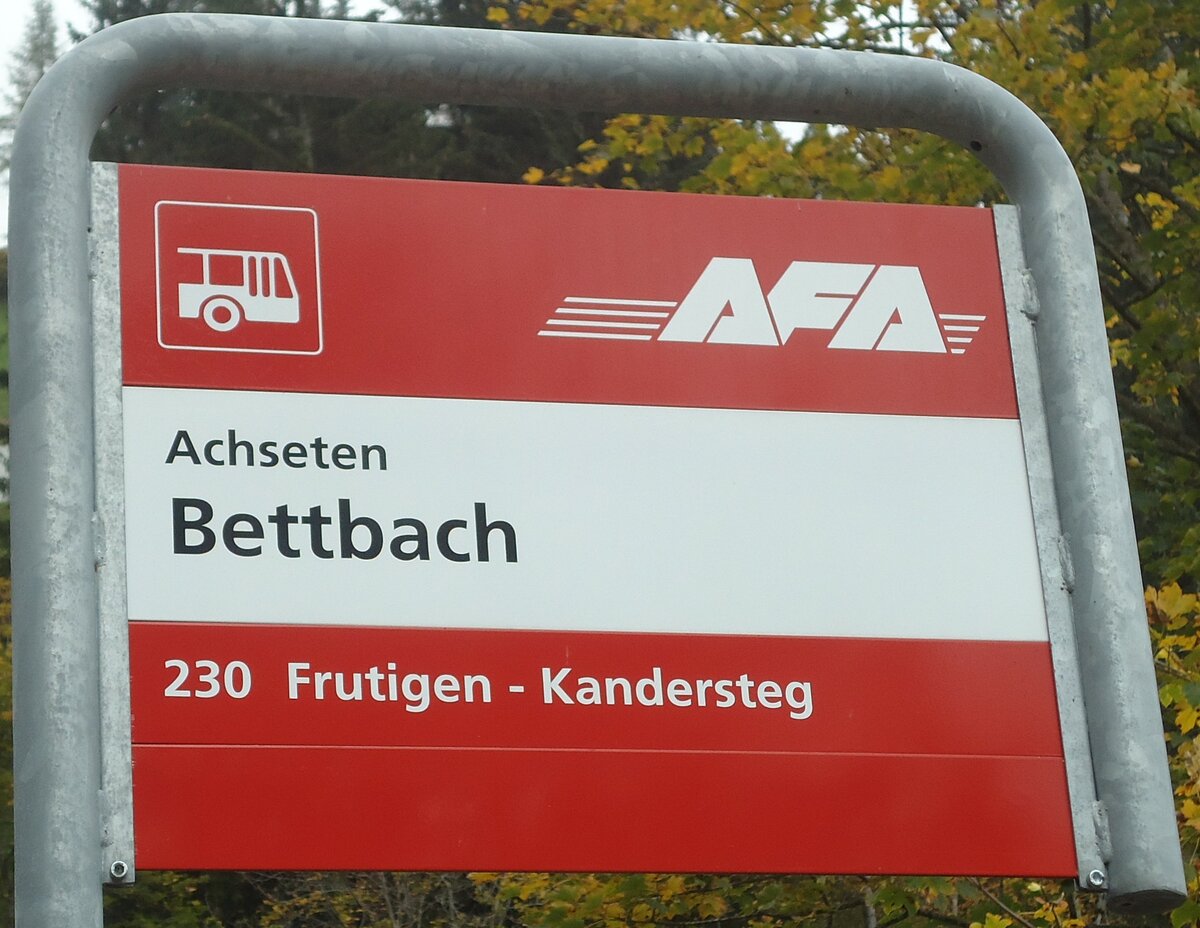 AFA
Achseten
Bettbach
230 Frutigen - Kandersteg